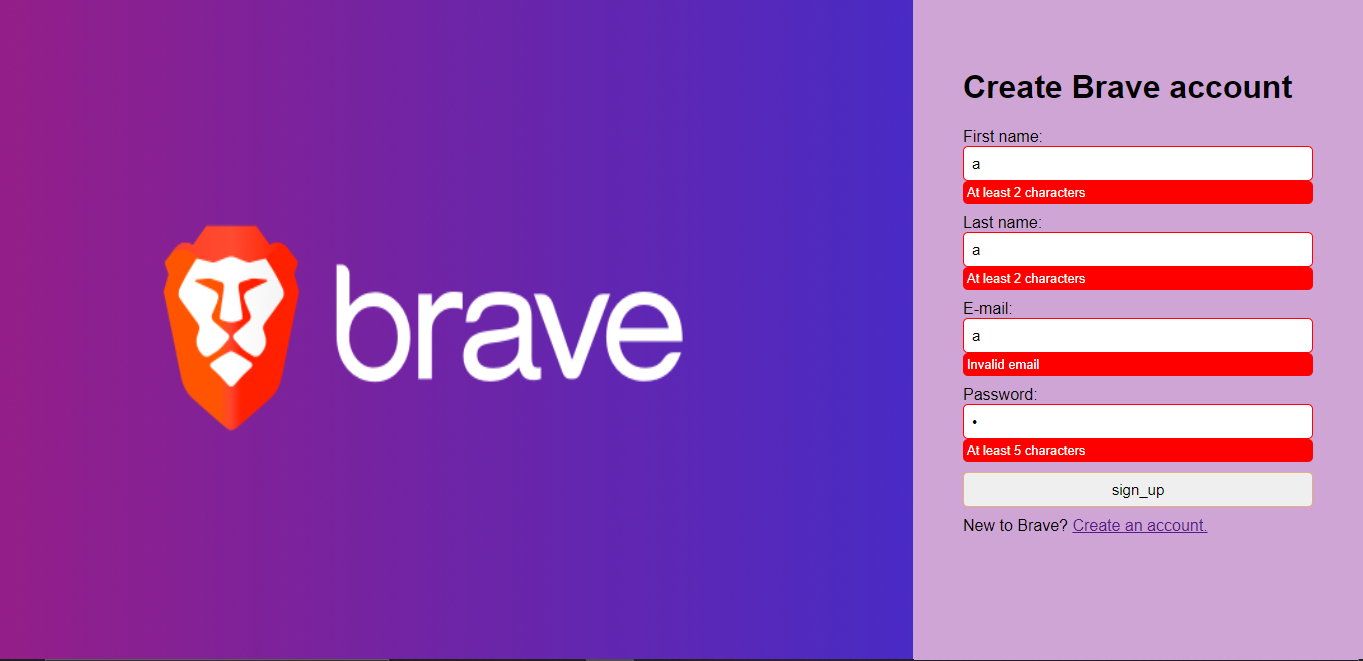 brave
Create Brave account
First name:
a
At least 2 characters
Last name:
a
At least 2 characters
E-mail:
a
Invalid email
Password:
•
At least 5 characters
sign_up
New to Brave? Create an account.